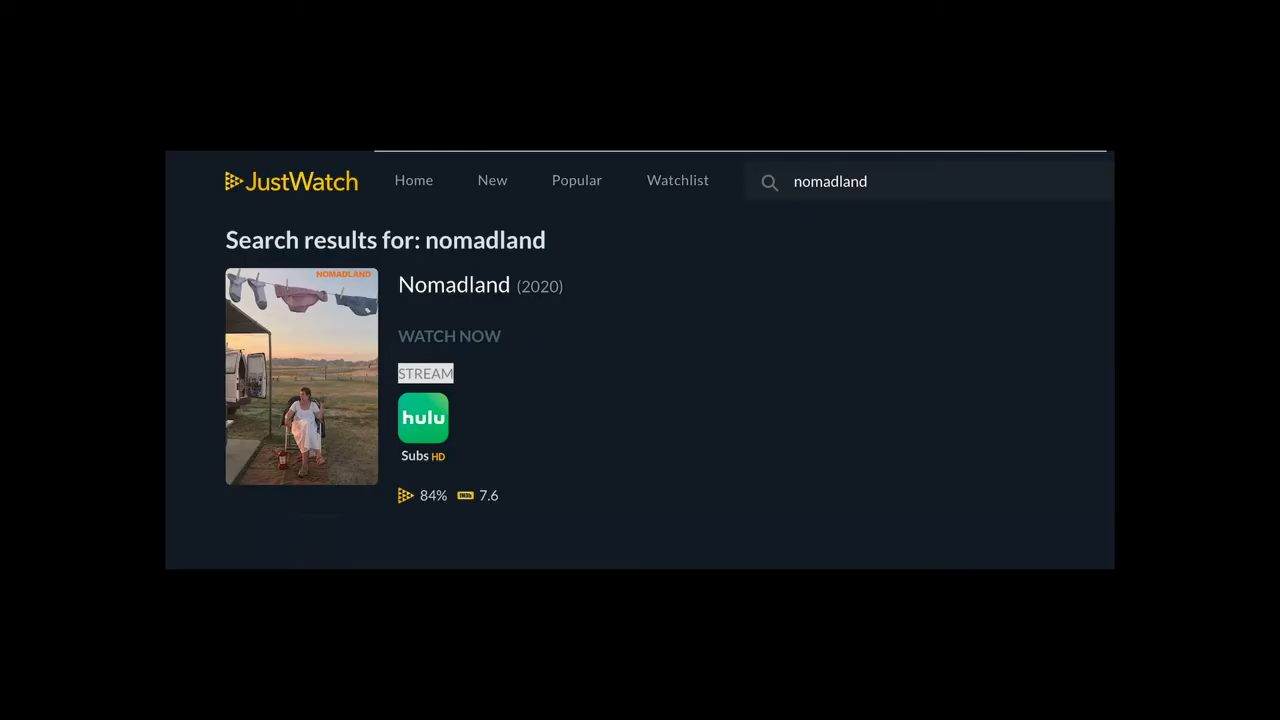 JustWatch Home New Popular Watchlist nomadland
Search results for: nomadland
NOMADLAND
Nomadland (2020)
WATCH NOW
STREAM
hulu
Subs HD
84% IMDb 7.6